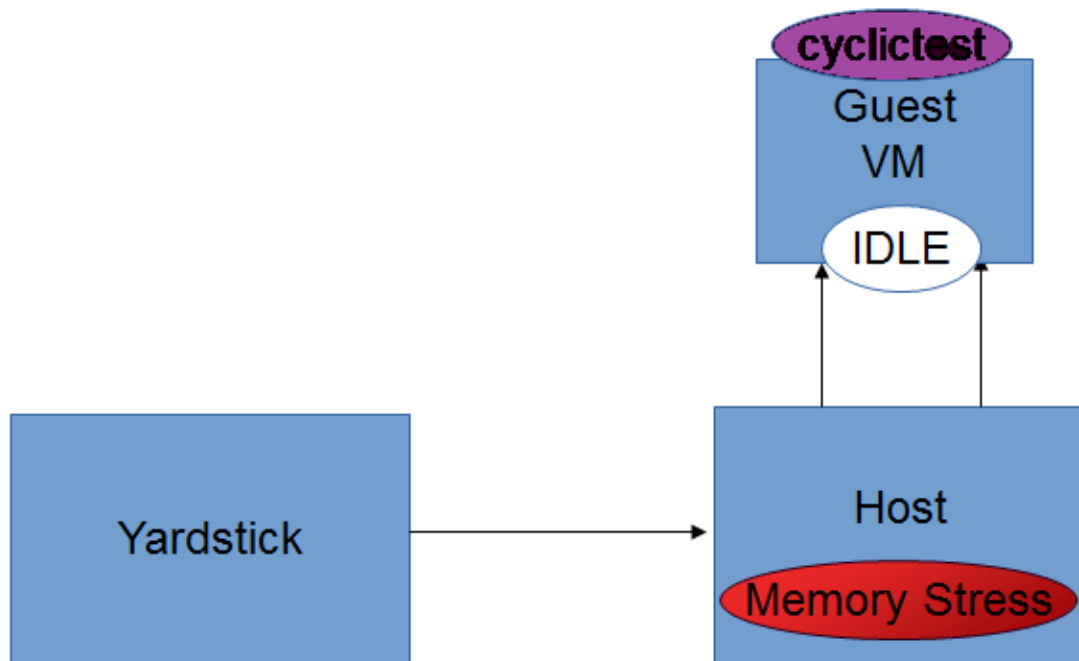 cyclictest
Guest
VM
IDLE
Yardstick
Host
Memory Stress